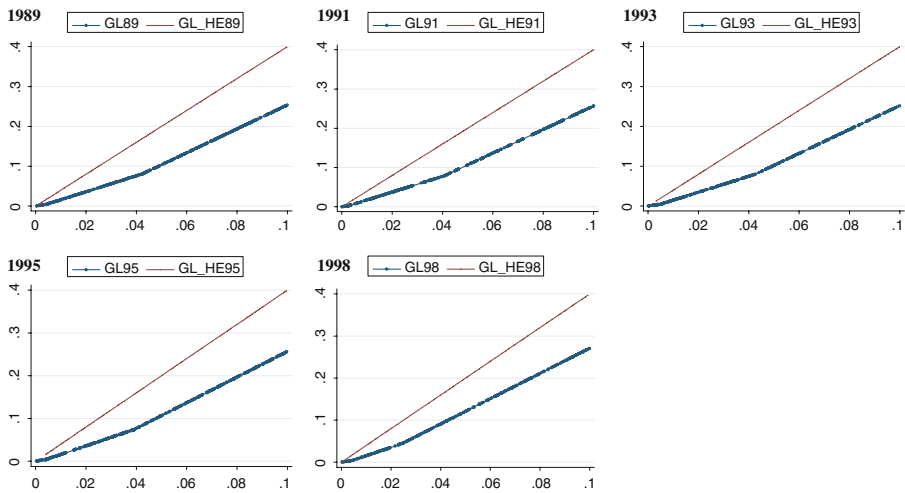 1989
GL89 GL_HE89
0 .1 .2 .3 .4
0 .02 .04 .06 .08 .1
1991
GL91 GL_HE91
0 .1 .2 .3 .4
0 .02 .04 .06 .08 .1
1993
GL93 GL_HE93
0 .1 .2 .3 .4
0 .02 .04 .06 .08 .1
1995
GL95 GL_HE95
0 .1 .2 .3 .4
0 .02 .04 .06 .08 .1
1998
GL98 GL_HE98
0 .1 .2 .3 .4
0 .02 .04 .06 .08 .1